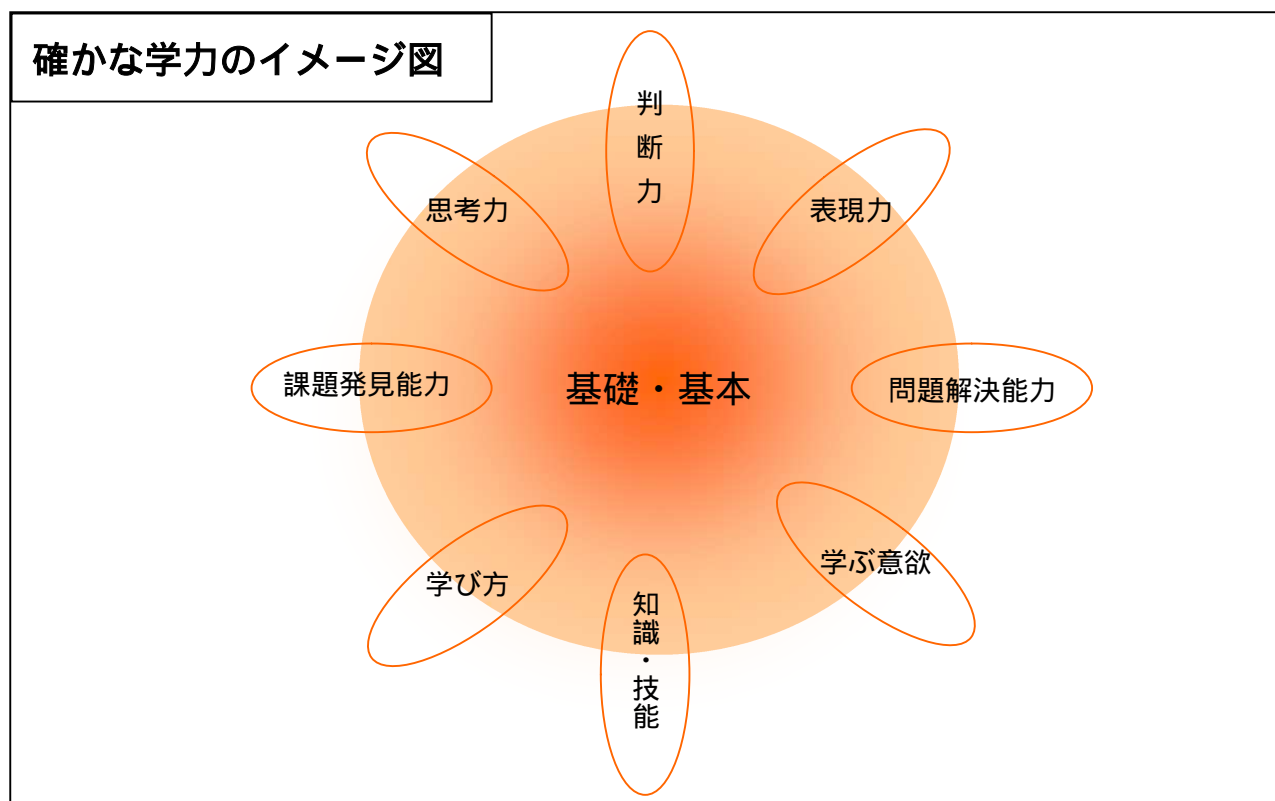 確かな学力のイメージ図
判断力
思考力
表現力
課題発見能力
基礎・基本
問題解決能力
学び方
学ぶ意欲
知識・技能